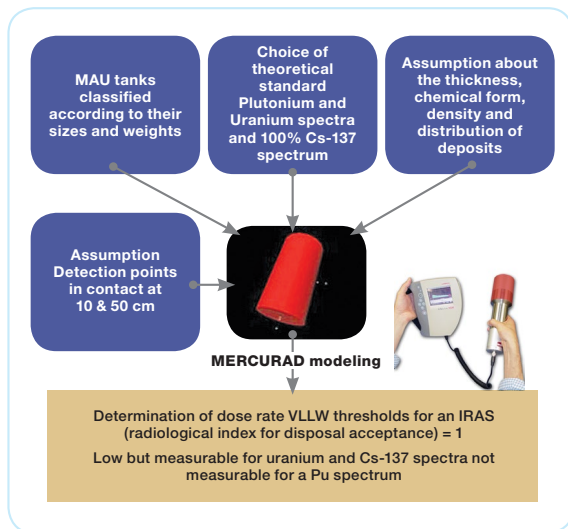 MAU tanks
classified
according to their
sizes and weights
Choice of
theoretical
standard
Plutonium and
Uranium spectra
and 100% Cs-137
spectrum
Assumption about
the thickness,
chemical form,
density and
distribution of
deposits
Assumption
Detection points
in contact at
10 & 50 cm
MERCURAD modeling
Determination of dose rate VLLW thresholds for an IRAS
(radiological index for disposal acceptance) = 1
Low but measurable for uranium and Cs-137 spectra not
measurable for a Pu spectrum